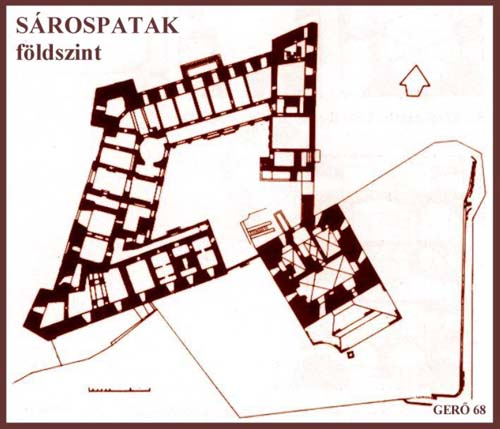 SÁROSPATAK
földszint
GERŐ 68